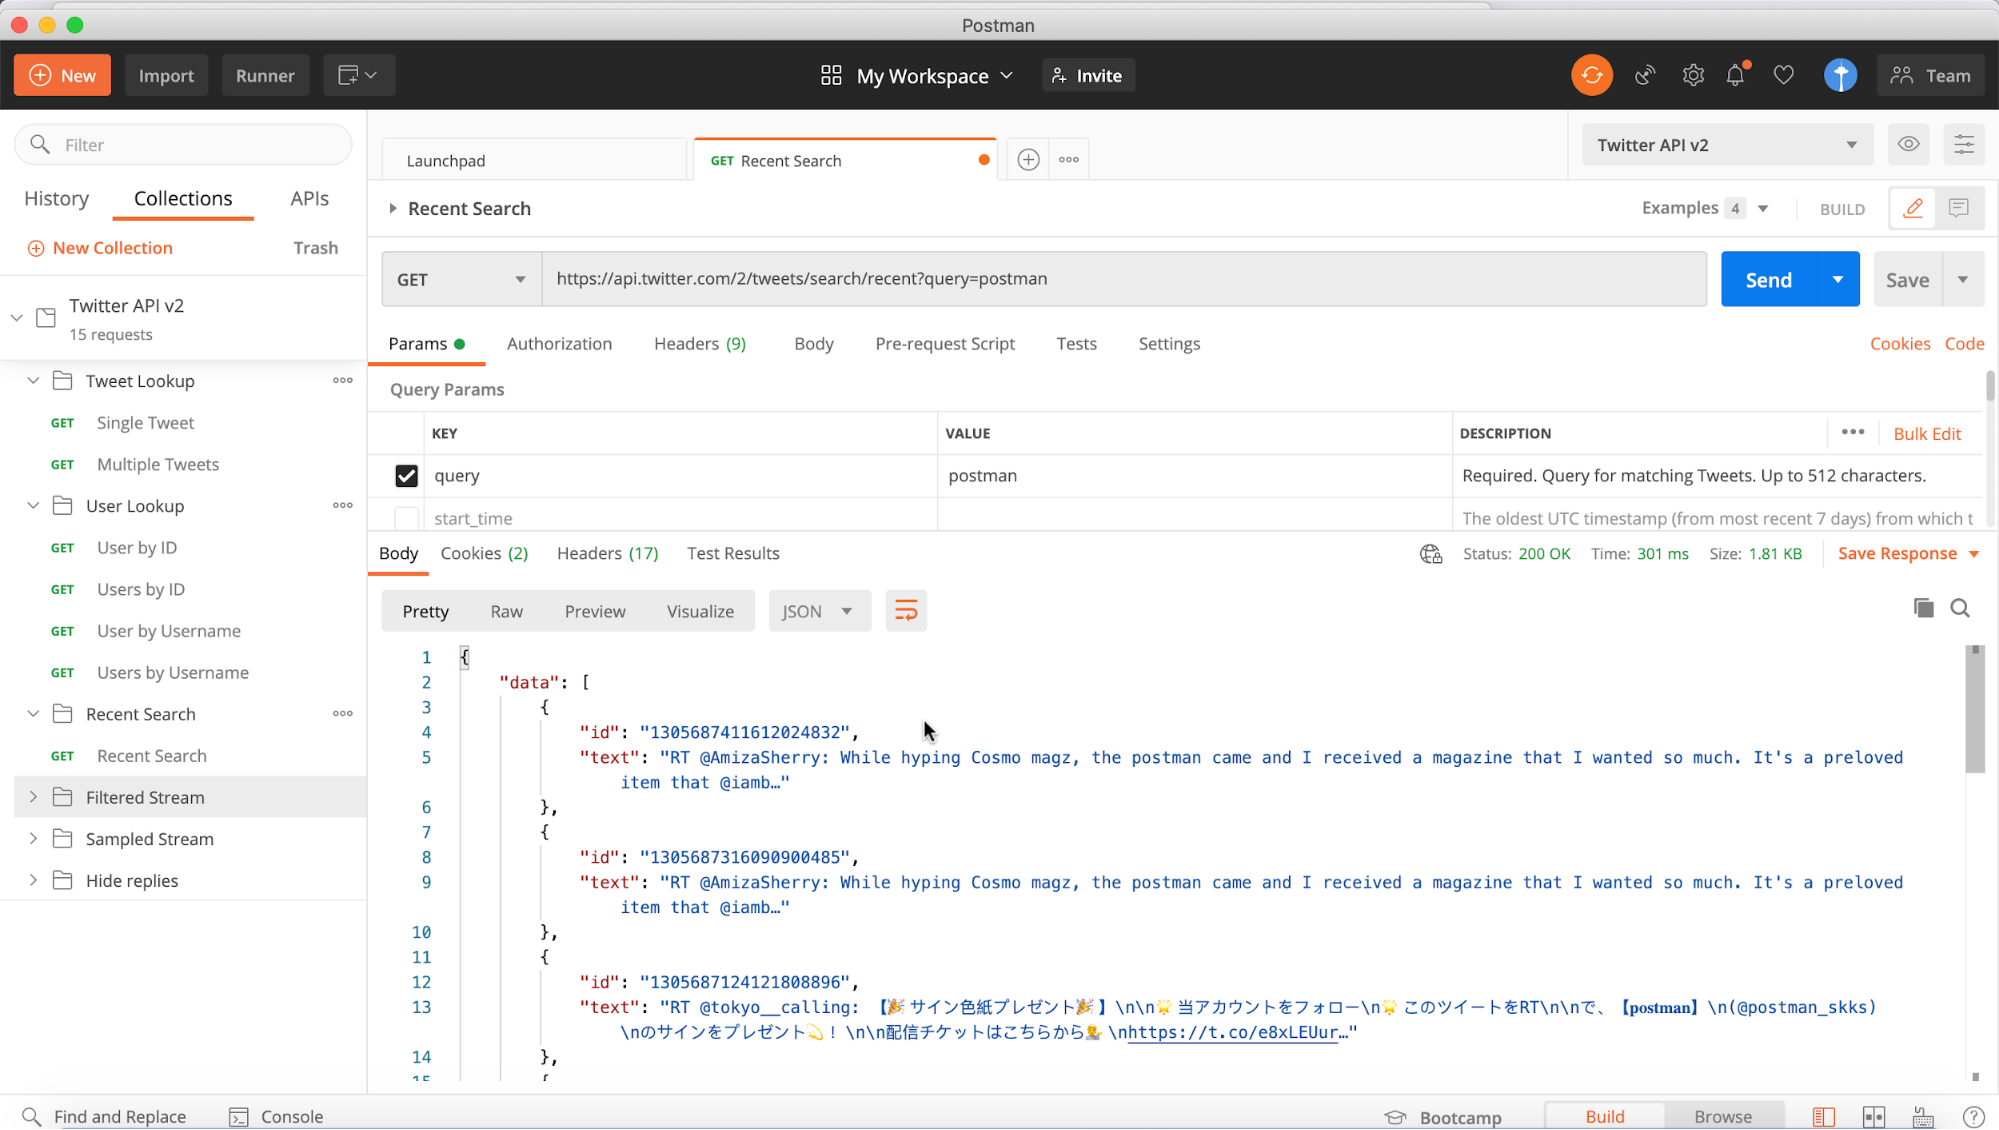 Postman
New
Import
Runner
My Workspace
Invite
Team
Filter
History
Collections
APIs
New Collection
Trash
Twitter API v2
15 requests
Tweet Lookup
GET Single Tweet
GET Multiple Tweets
User Lookup
GET User by ID
GET Users by ID
GET User by Username
GET Users by Username
Recent Search
GET Recent Search
Filtered Stream
Sampled Stream
Hide replies
Launchpad
GET Recent Search
Twitter API v2
Recent Search
Examples 4
BUILD
GET
https://api.twitter.com/2/tweets/search/recent?query=postman
Send
Save
Params
Authorization
Headers (9)
Body
Pre-request Script
Tests
Settings
Cookies
Code
Query Params
KEY
VALUE
DESCRIPTION
Bulk Edit
query
postman
Required. Query for matching Tweets. Up to 512 characters.
start_time
The oldest UTC timestamp (from most recent 7 days) from which t
Body
Cookies (2)
Headers (17)
Test Results
Status: 200 OK
Time: 301 ms
Size: 1.81 KB
Save Response
Pretty
Raw
Preview
Visualize
JSON
1 {
2 "data": [
3 {
4 "id": "1305687411612024832",
5 "text": "RT @AmizaSherry: While hyping Cosmo magz, the postman came and I received a magazine that I wanted so much. It's a preloved
item that @iamb…"
6 },
7 {
8 "id": "1305687316090900485",
9 "text": "RT @AmizaSherry: While hyping Cosmo magz, the postman came and I received a magazine that I wanted so much. It's a preloved
item that @iamb…"
10 },
11 {
12 "id": "1305687124121808896",
13 "text": "RT @tokyo__calling: 【🎉 サイン色紙プレゼント🎉 】\n\n🌟 当アカウントをフォロー\n🌟 このツイートをRT\n\nで、【𝐩𝐨𝐬𝐭𝐦𝐚𝐧】\n(@postman_skks)
\nのサインをプレゼント💫！ \n\n配信チケットはこちらから💁 \nhttps://t.co/e8xLEUur…"
14 },
15 {
Find and Replace
Console
Bootcamp
Build
Browse